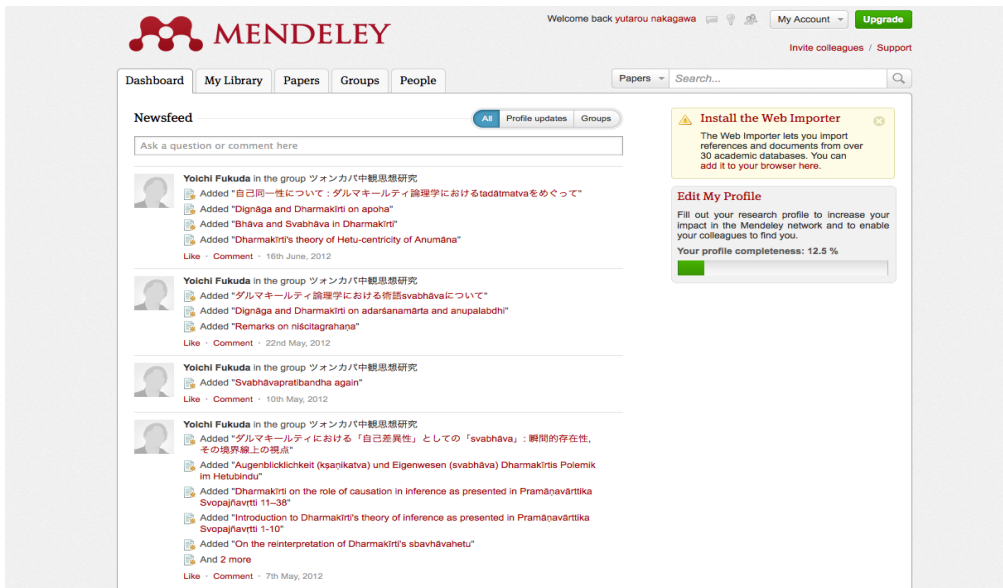 MENDELEY
Welcome back yutarou nakagawa
My Account
Upgrade
Invite colleagues / Support
Dashboard
My Library
Papers
Groups
People
Papers
Search...
Newsfeed
All
Profile updates
Groups
Ask a question or comment here
Yoichi Fukuda in the group ツォンカパ中観思想研究
Added "自己同一性について : ダルマキールティ論理学におけるtadātmatvaをめぐって"
Added "Dignāga and Dharmakīrti on apoha"
Added "Bhāva and Svabhāva in Dharmakīrti"
Added "Dharmakīrti's theory of Hetu-centricity of Anumāna"
Like · Comment · 16th June, 2012
Yoichi Fukuda in the group ツォンカパ中観思想研究
Added "ダルマキールティ論理学における術語svabhāvaについて"
Added "Dignāga and Dharmakīrti on adarśanamārta and anupalabdhi"
Added "Remarks on niścitagrahaṇa"
Like · Comment · 22nd May, 2012
Yoichi Fukuda in the group ツォンカパ中観思想研究
Added "Svabhāvapratibandha again"
Like · Comment · 10th May, 2012
Yoichi Fukuda in the group ツォンカパ中観思想研究
Added "ダルマキールティにおける「自己差異性」としての「svabhāva」: 瞬間的存在性,
その境界線上の視点"
Added "Augenblicklichkeit (kṣaṇikatva) und Eigenwesen (svabhāva) Dharmakīrtis Polemik
im Hetubindu"
Added "Dharmakīrti on the role of causation in inference as presented in Pramāṇavārttika
Svopajñavṛtti 11–38"
Added "Introduction to Dharmakīrti's theory of inference as presented in Pramāṇavārttika
Svopajñavṛtti 1-10"
Added "On the reinterpretation of Dharmakīrti's sbavhāvahetu"
And 2 more
Like · Comment · 7th May, 2012
Install the Web Importer
The Web Importer lets you import
references and documents from over
30 academic databases. You can
add it to your browser here.
Edit My Profile
Fill out your research profile to increase your
impact in the Mendeley network and to enable
your colleagues to find you.
Your profile completeness: 12.5 %